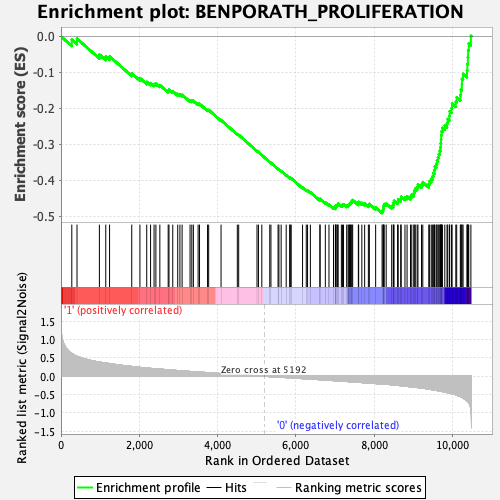 Enrichment plot: BENPORATH_PROLIFERATION
Enrichment score (ES)
0.0
-0.1
-0.2
-0.3
-0.4
-0.5
'1' (positively correlated)
Ranked list metric (Signal2Noise)
1.5
1.0
0.5
0.0
-0.5
-1.0
-1.5
Zero cross at 5192
'0' (negatively correlated)
0
2,000
4,000
6,000
8,000
10,000
Rank in Ordered Dataset
Enrichment profile
Hits
Ranking metric scores